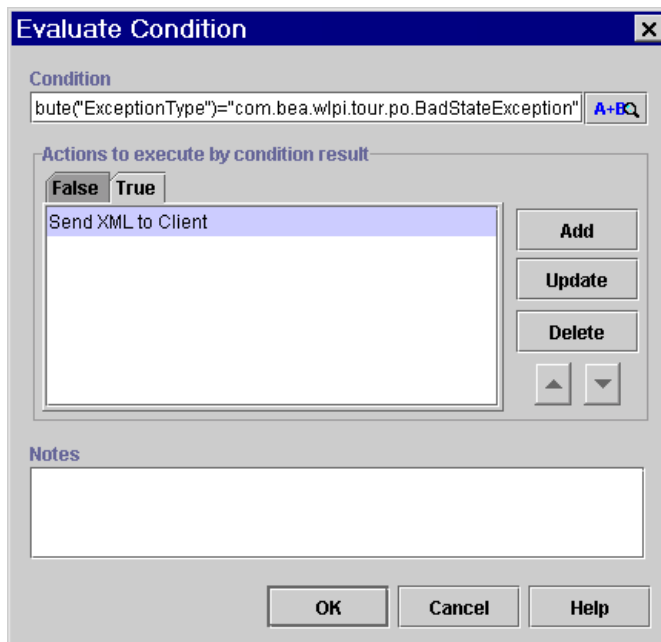 Evaluate Condition
Condition
bute("ExceptionType")="com.bea.wlpi.tour.po.BadStateException"
A+B
Actions to execute by condition result
False True
Send XML to Client
Add
Update
Delete
Notes
OK Cancel Help